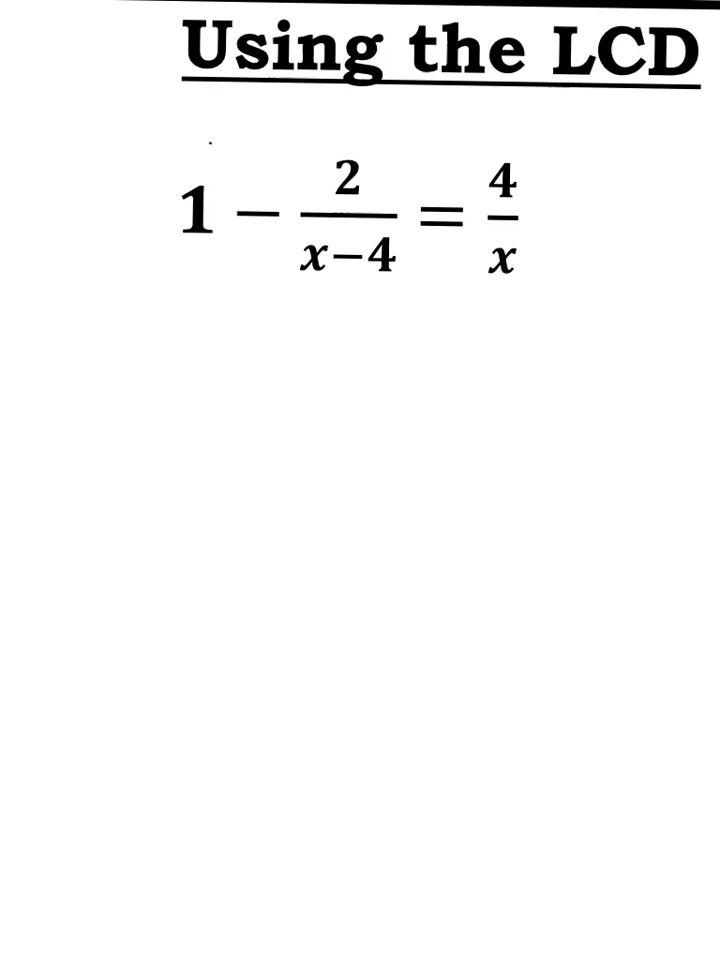 Using the LCD
1 − 2/(x−4) = 4/x